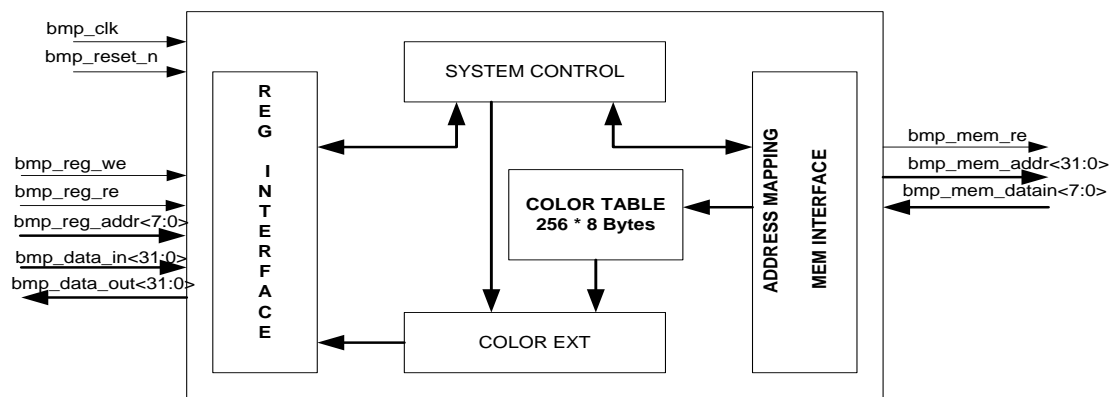 bmp_clk
bmp_reset_n
bmp_reg_we
bmp_reg_re
bmp_reg_addr<7:0>
bmp_data_in<31:0>
bmp_data_out<31:0>
REG INTERFACE
SYSTEM CONTROL
COLOR TABLE
256 * 8 Bytes
COLOR EXT
ADDRESS MAPPING
MEM INTERFACE
bmp_mem_re
bmp_mem_addr<31:0>
bmp_mem_datain<7:0>